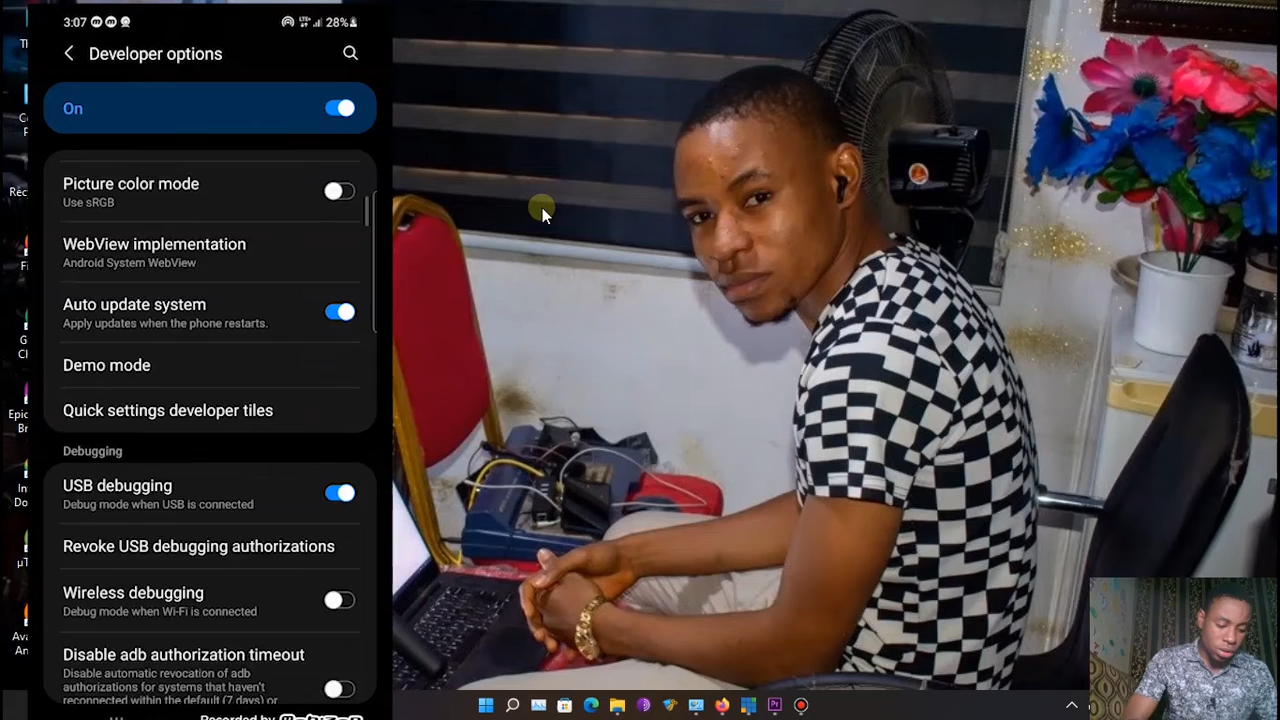 3:07
LTE+
28%
Developer options
On
Picture color mode
Use sRGB
WebView implementation
Android System WebView
Auto update system
Apply updates when the phone restarts.
Demo mode
Quick settings developer tiles
Debugging
USB debugging
Debug mode when USB is connected
Revoke USB debugging authorizations
Wireless debugging
Debug mode when Wi-Fi is connected
Disable adb authorization timeout
Disable automatic revocation of adb
authorizations for systems that haven't
reconnected within the default (7 days) or
Recorded by